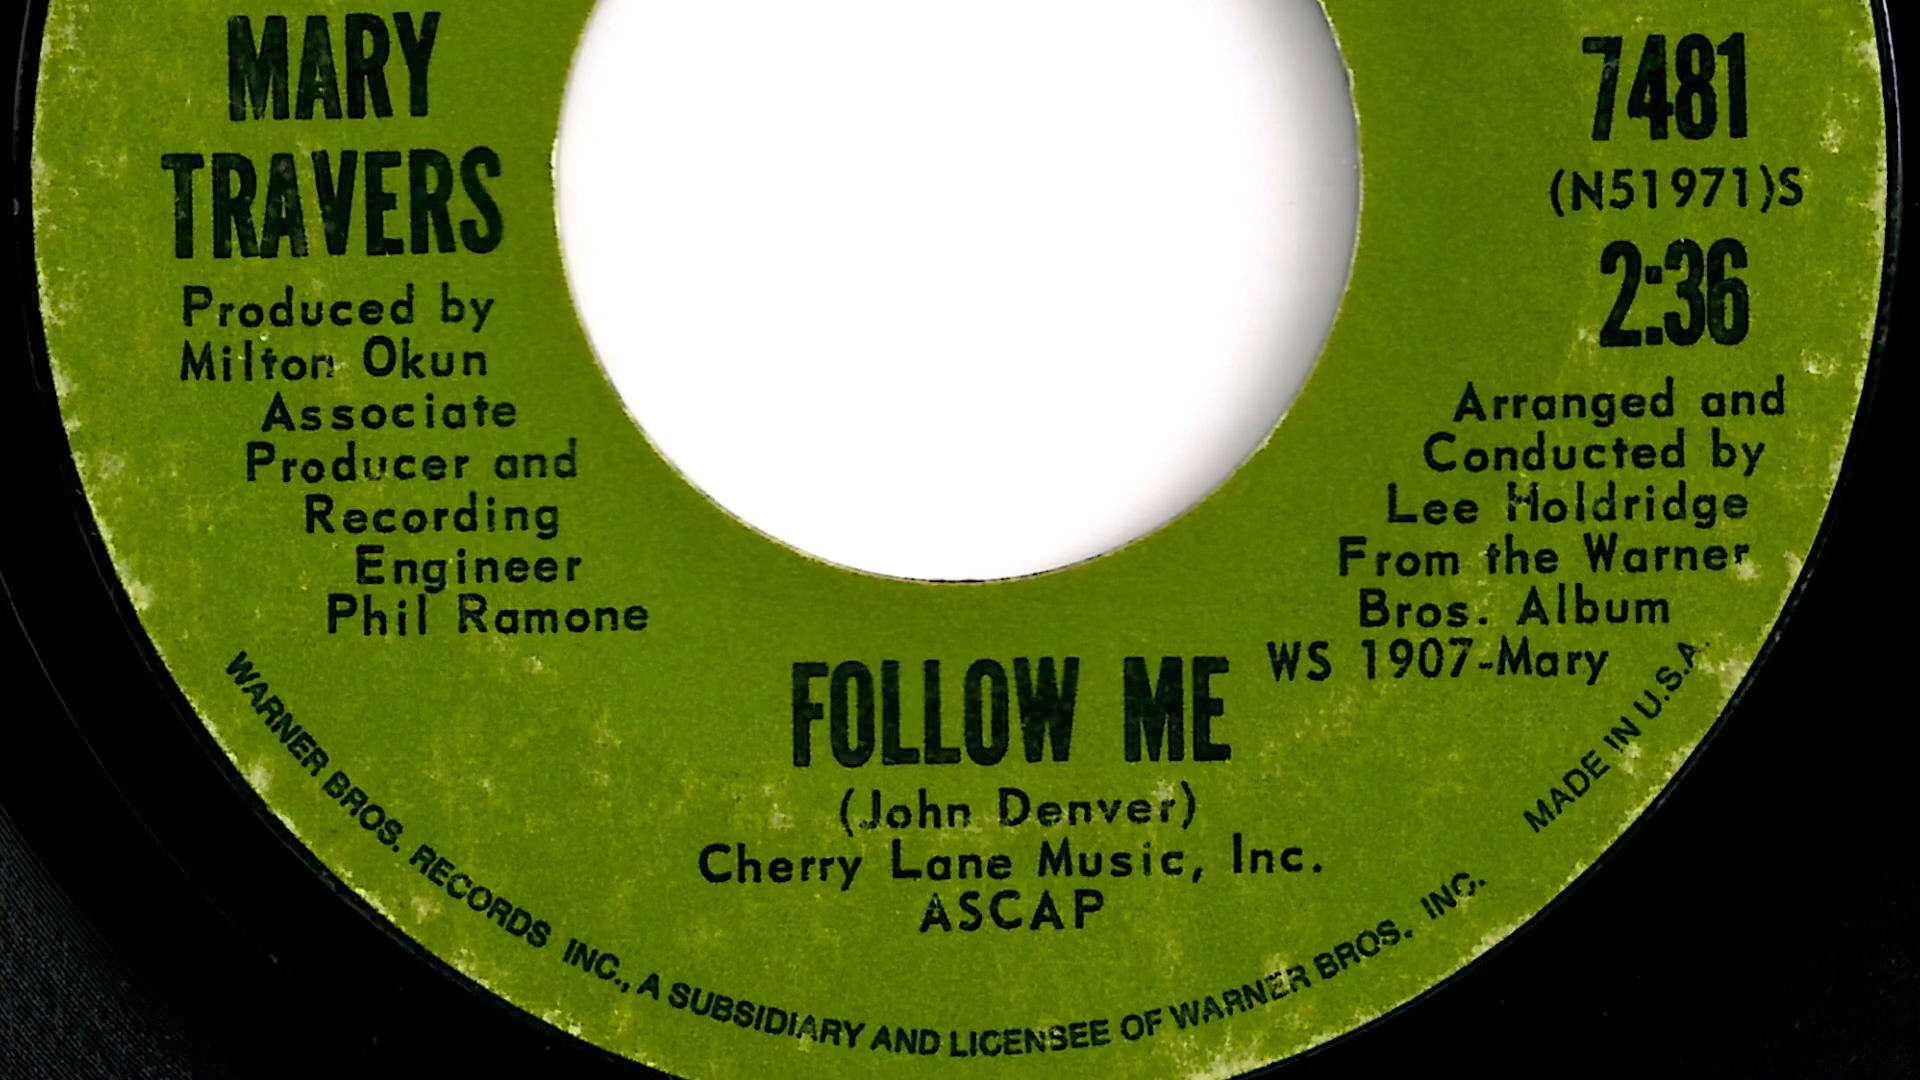 MARY
TRAVERS
Produced by
Milton Okun
Associate
Producer and
Recording
Engineer
Phil Ramone
7481
(N51971)S
2:36
Arranged and
Conducted by
Lee Holdridge
From the Warner
Bros. Album
WS 1907-Mary
FOLLOW ME
(John Denver)
Cherry Lane Music, Inc.
ASCAP
WARNER BROS. RECORDS INC., A SUBSIDIARY AND LICENSEE OF WARNER BROS. INC.
MADE IN U.S.A.